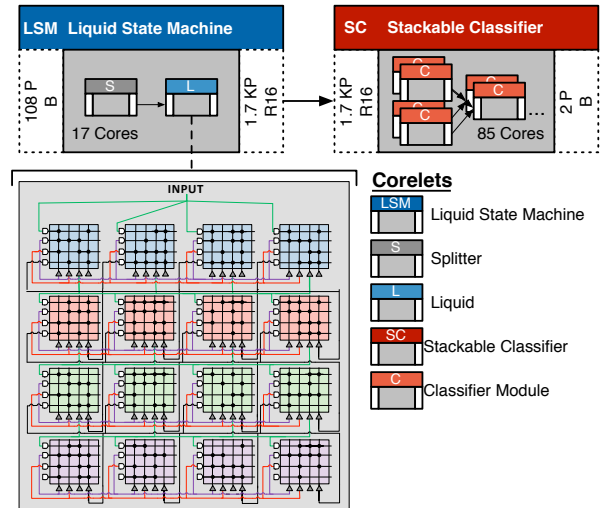 LSM Liquid State Machine
SC Stackable Classifier
108 P
B
S
L
17 Cores
1.7 KP
R16
1.7 KP
R16
C
C
C
C
C
C
...
85 Cores
2 P
B
INPUT
Corelets
LSM
Liquid State Machine
S
Splitter
L
Liquid
SC
Stackable Classifier
C
Classifier Module